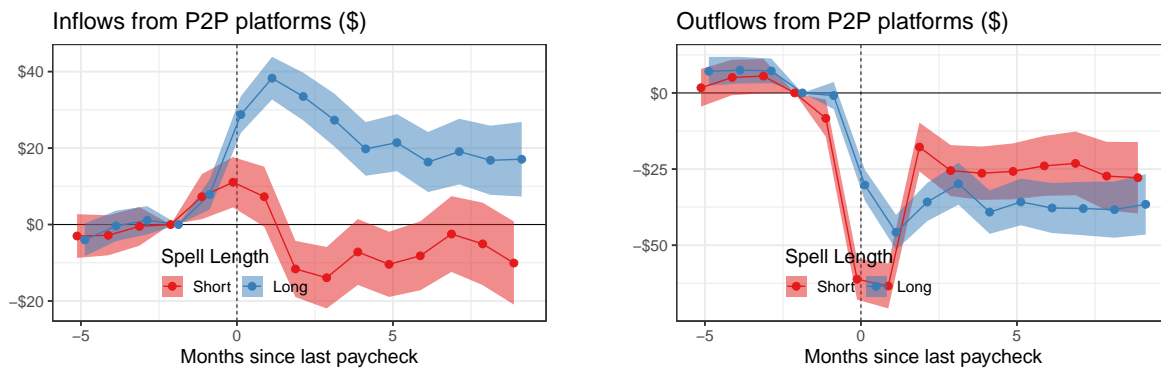 Inflows from P2P platforms ($)
$40
$20
$0
−$20
Spell Length
Short
Long
−5
0
5
Months since last paycheck
Outflows from P2P platforms ($)
$0
−$25
−$50
Spell Length
Short
Long
−5
0
5
Months since last paycheck